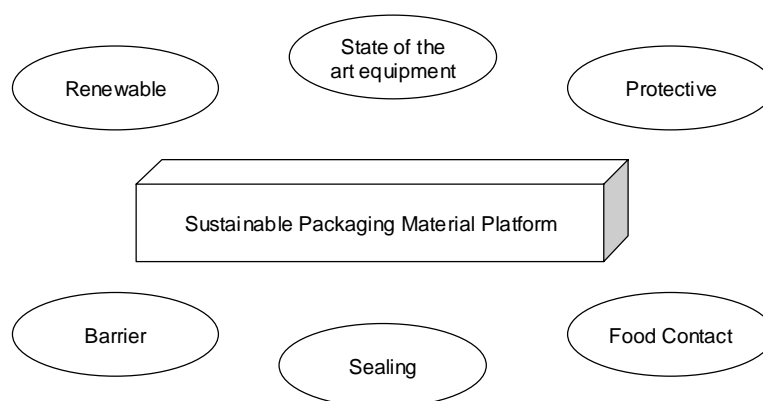 State of the
art equipment
Renewable
Protective
Sustainable Packaging Material Platform
Barrier
Food Contact
Sealing